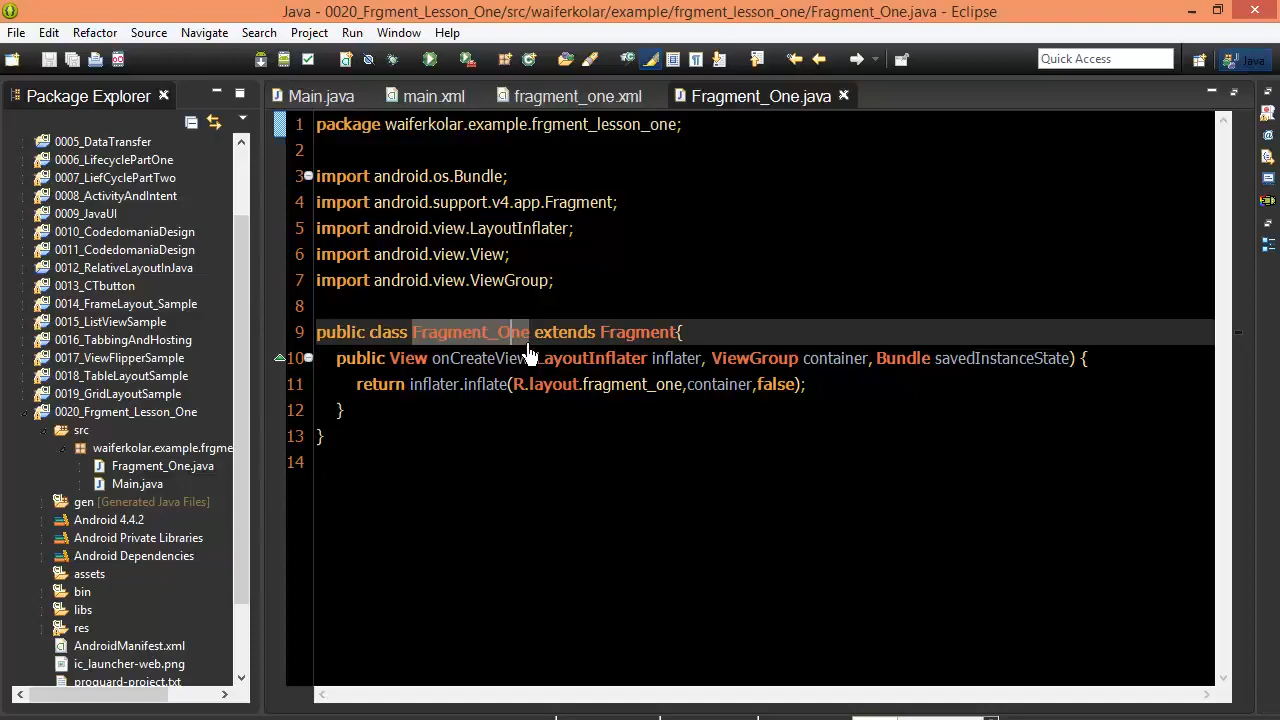 Java - 0020_Frgment_Lesson_One/src/waiferkolar/example/frgment_lesson_one/Fragment_One.java - Eclipse
File Edit Refactor Source Navigate Search Project Run Window Help
Quick Access
Java
Package Explorer
Main.java main.xml fragment_one.xml Fragment_One.java
0005_DataTransfer
0006_LifecyclePartOne
0007_LiefCyclePartTwo
0008_ActivityAndIntent
0009_JavaUI
0010_CodedomaniaDesign
0011_CodedomaniaDesign
0012_RelativeLayoutInJava
0013_CTbutton
0014_FrameLayout_Sample
0015_ListViewSample
0016_TabbingAndHosting
0017_ViewFlipperSample
0018_TableLayoutSample
0019_GridLayoutSample
0020_Frgment_Lesson_One
src
waiferkolar.example.frgme
Fragment_One.java
Main.java
gen [Generated Java Files]
Android 4.4.2
Android Private Libraries
Android Dependencies
assets
bin
libs
res
AndroidManifest.xml
ic_launcher-web.png
proguard-project.txt
1 package waiferkolar.example.frgment_lesson_one;
2
3 import android.os.Bundle;
4 import android.support.v4.app.Fragment;
5 import android.view.LayoutInflater;
6 import android.view.View;
7 import android.view.ViewGroup;
8
9 public class Fragment_One extends Fragment{
10 public View onCreateView LayoutInflater inflater, ViewGroup container, Bundle savedInstanceState) {
11 return inflater.inflate(R.layout.fragment_one,container,false);
12 }
13 }
14